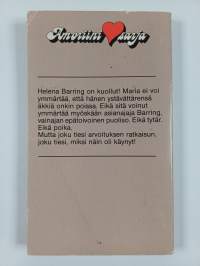 Amoriini sarja
Helena Barring on kuollut! Maria ei voi
ymmärtää, että hänen ystävättärensä
äkkiä onkin poissa. Eikä sitä voinut
ymmärtää myöskään asianajaja Barring,
vainajan epätoivoinen puoliso. Eikä tytär.
Eikä poika.
Mutta joku tiesi arvoituksen ratkaisun,
joku tiesi, miksi näin oli käynyt!